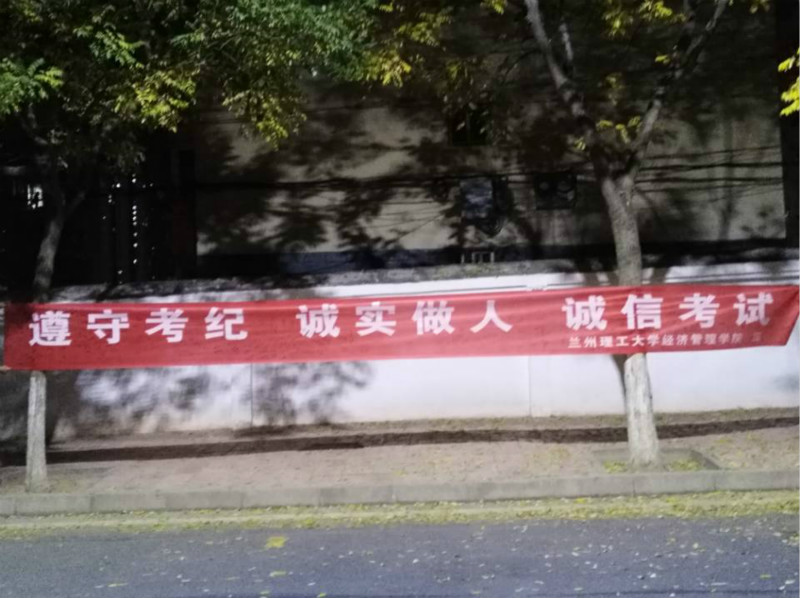 遵守考纪 诚实做人 诚信考试
兰州理工大学经济管理学院 宣